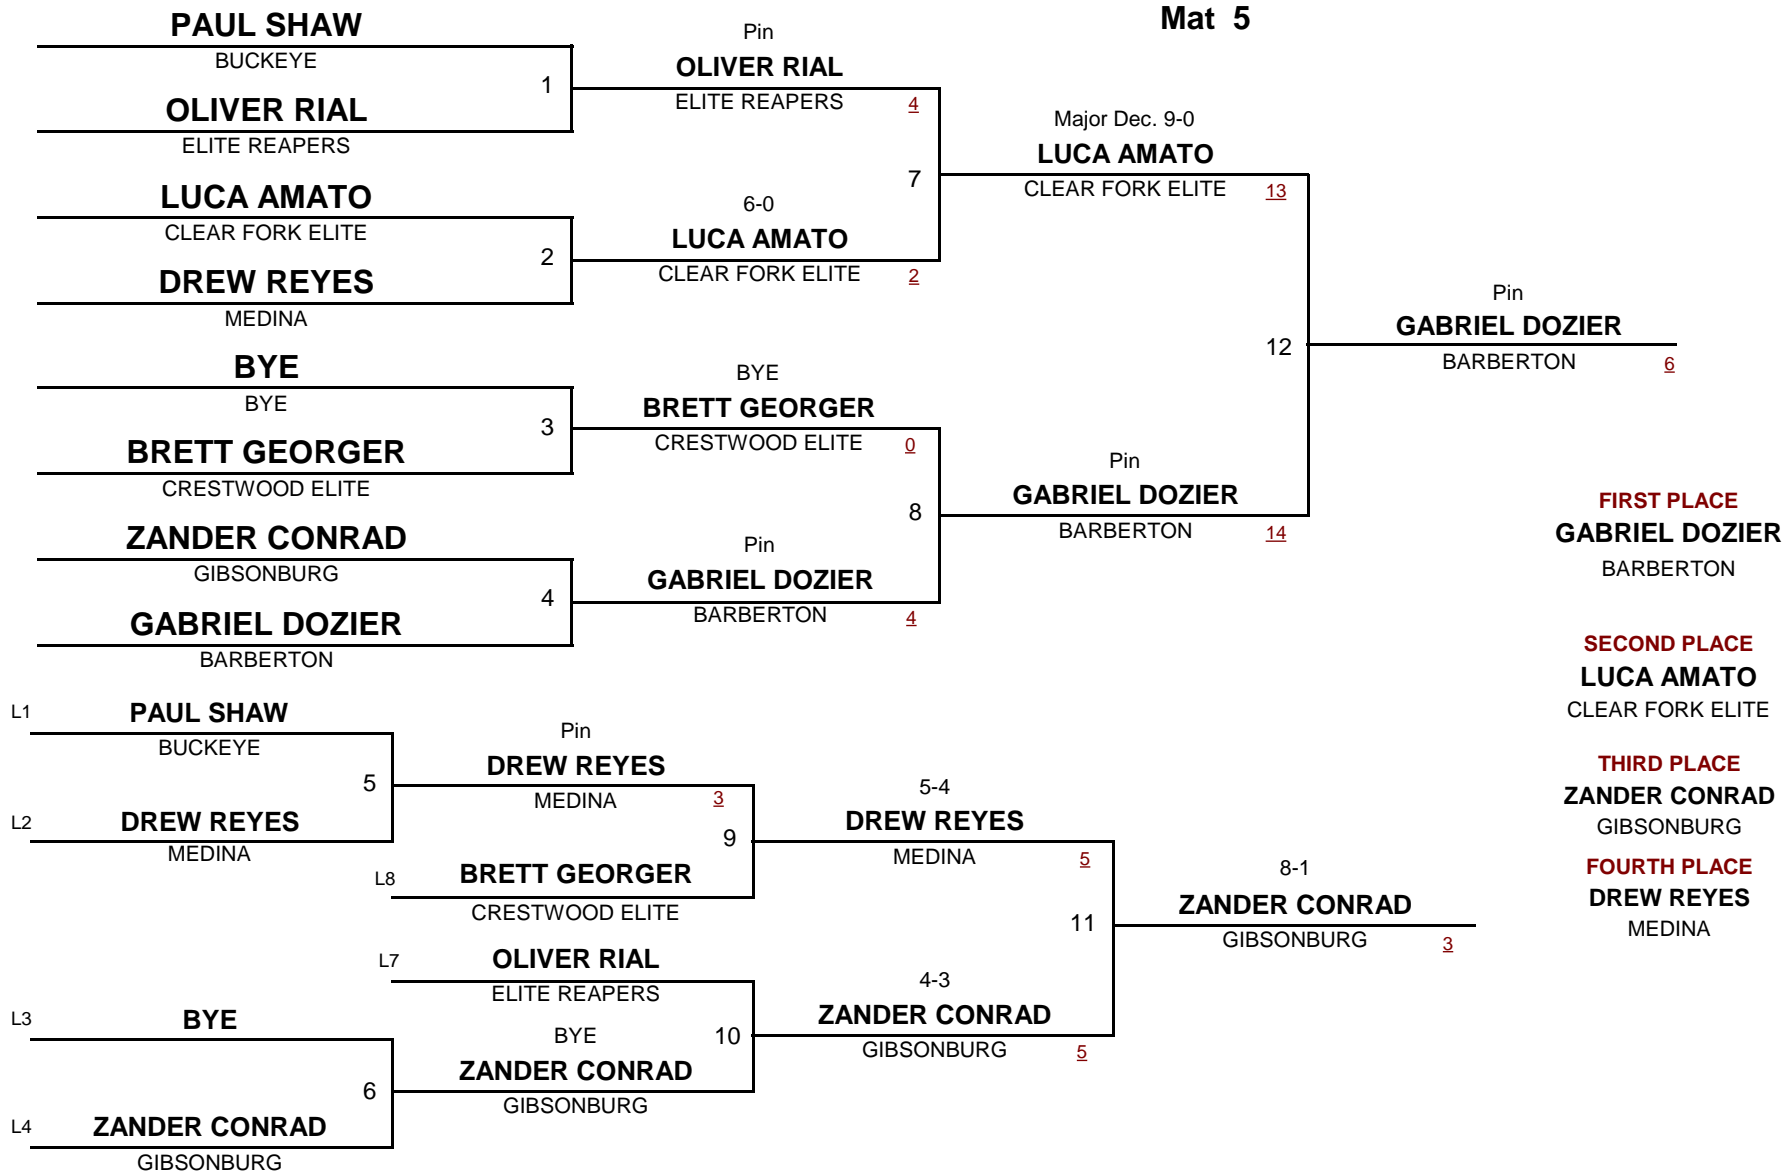 Mat 5
PAUL SHAW
BUCKEYE
1
OLIVER RIAL
ELITE REAPERS
LUCA AMATO
CLEAR FORK ELITE
2
DREW REYES
MEDINA
BYE
BYE
3
BRETT GEORGER
CRESTWOOD ELITE
ZANDER CONRAD
GIBSONBURG
4
GABRIEL DOZIER
BARBERTON
Pin
OLIVER RIAL
ELITE REAPERS 4
7
6-0
LUCA AMATO
CLEAR FORK ELITE 2
BYE
BRETT GEORGER
CRESTWOOD ELITE 0
8
Pin
GABRIEL DOZIER
BARBERTON 4
Major Dec. 9-0
LUCA AMATO
CLEAR FORK ELITE 13
12
Pin
GABRIEL DOZIER
BARBERTON 14
Pin
GABRIEL DOZIER
BARBERTON 6
FIRST PLACE
GABRIEL DOZIER
BARBERTON
SECOND PLACE
LUCA AMATO
CLEAR FORK ELITE
THIRD PLACE
ZANDER CONRAD
GIBSONBURG
FOURTH PLACE
DREW REYES
MEDINA
L1 PAUL SHAW
BUCKEYE
5
L2 DREW REYES
MEDINA
Pin
DREW REYES
MEDINA 3
9
L8 BRETT GEORGER
CRESTWOOD ELITE
L7 OLIVER RIAL
ELITE REAPERS
10
L3 BYE
6
L4 ZANDER CONRAD
GIBSONBURG
BYE
ZANDER CONRAD
GIBSONBURG
5-4
DREW REYES
MEDINA 5
11
4-3
ZANDER CONRAD
GIBSONBURG 5
8-1
ZANDER CONRAD
GIBSONBURG 3